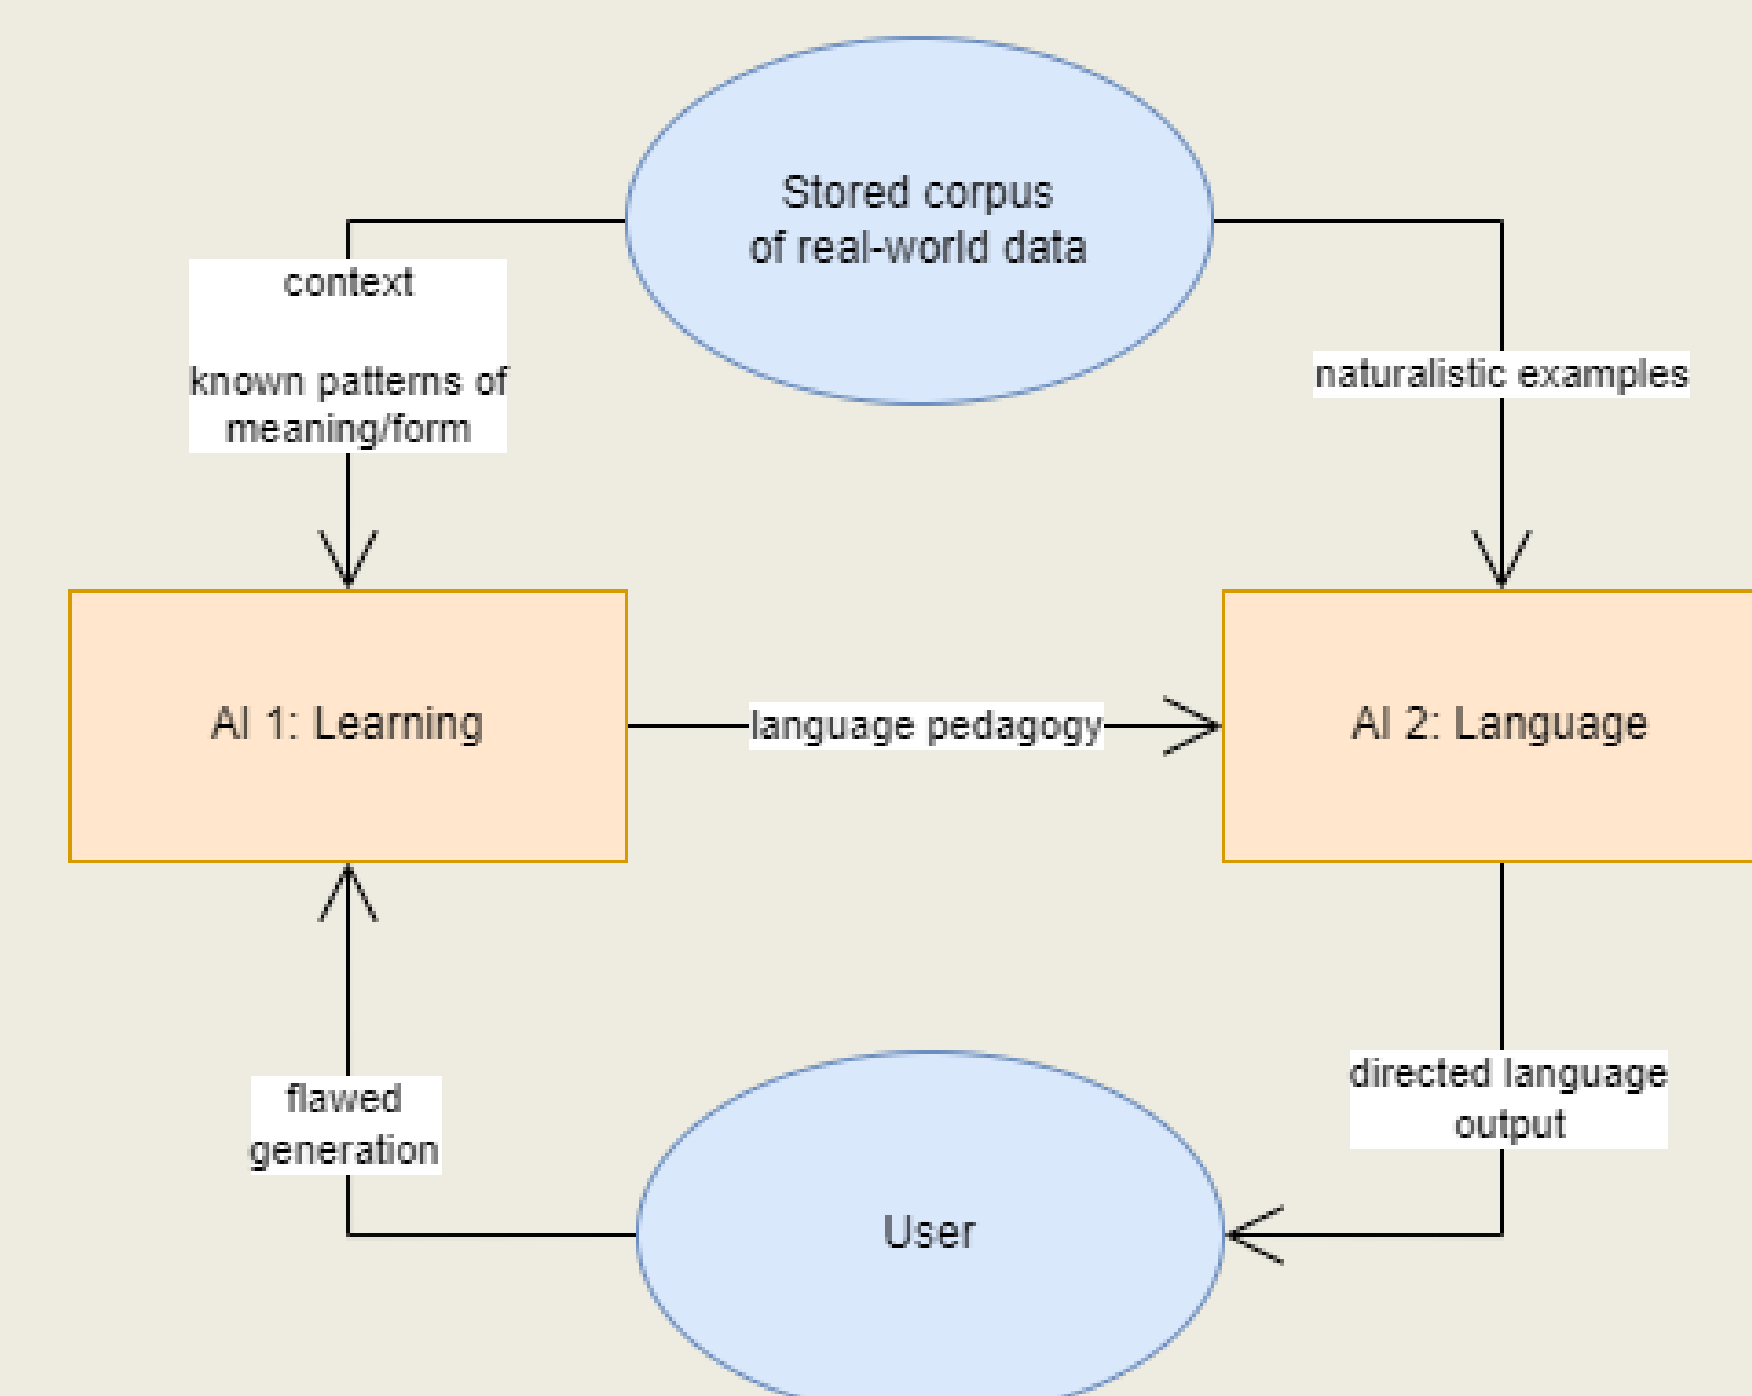 Stored corpus
of real-world data
context
known patterns of
meaning/form
naturalistic examples
AI 1: Learning
language pedagogy
AI 2: Language
flawed
generation
directed language
output
User